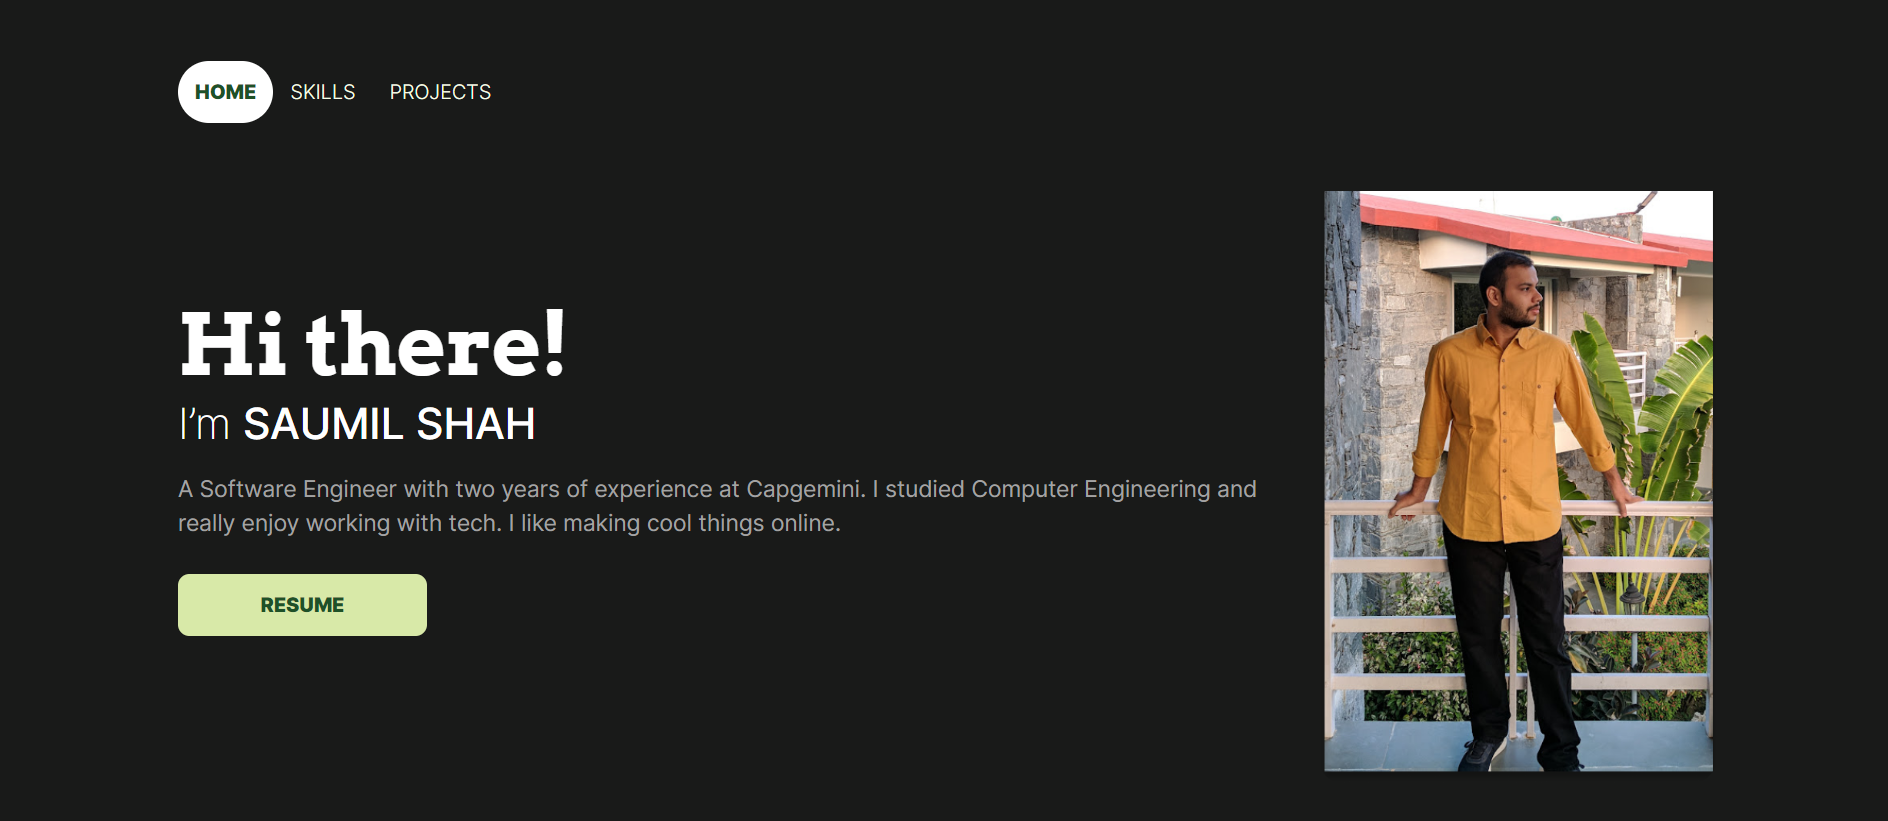 HOME SKILLS PROJECTS
Hi there!
I’m SAUMIL SHAH
A Software Engineer with two years of experience at Capgemini. I studied Computer Engineering and
really enjoy working with tech. I like making cool things online.
RESUME